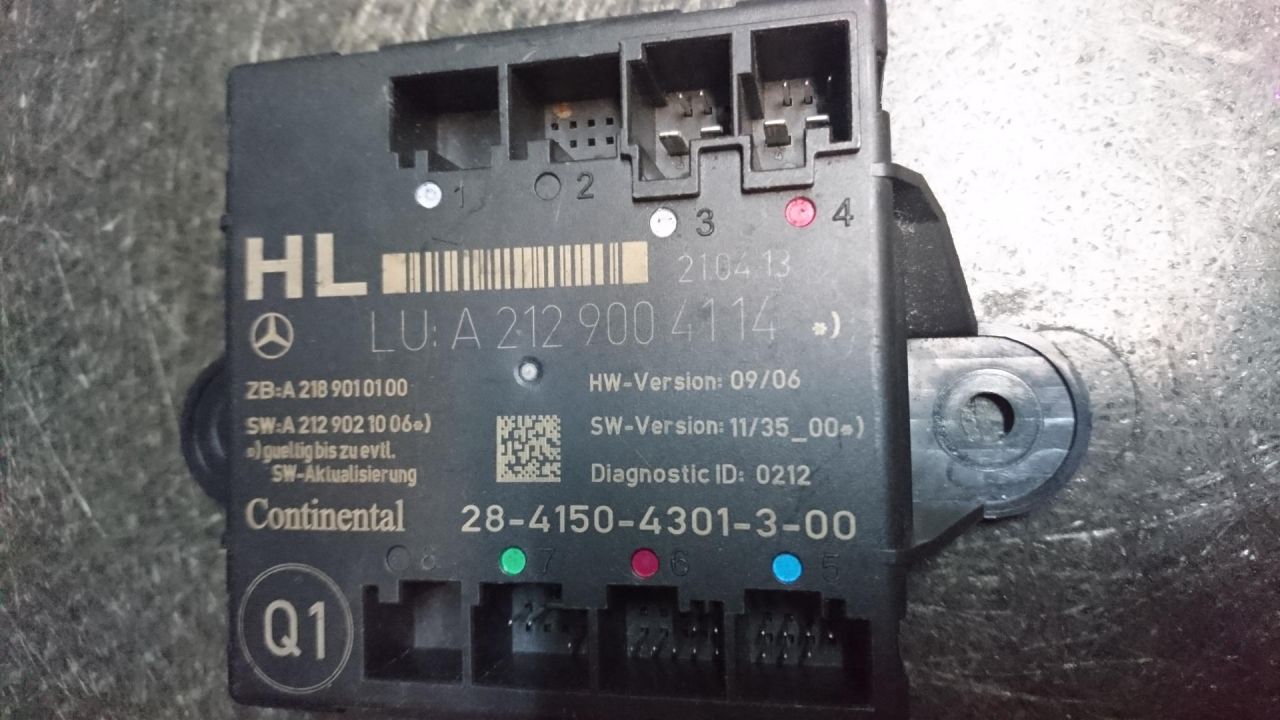 1 2 3 4
HL 21.04.13
LU: A 212 900 41 14 *)
ZB:A 218 901 01 00 HW-Version: 09/06
SW:A 212 902 10 06*) SW-Version: 11/35_00*)
*) gueltig bis zu evtl.
SW-Aktualisierung Diagnostic ID: 0212
Continental 28-4150-4301-3-00
8 7 6 5
Q1